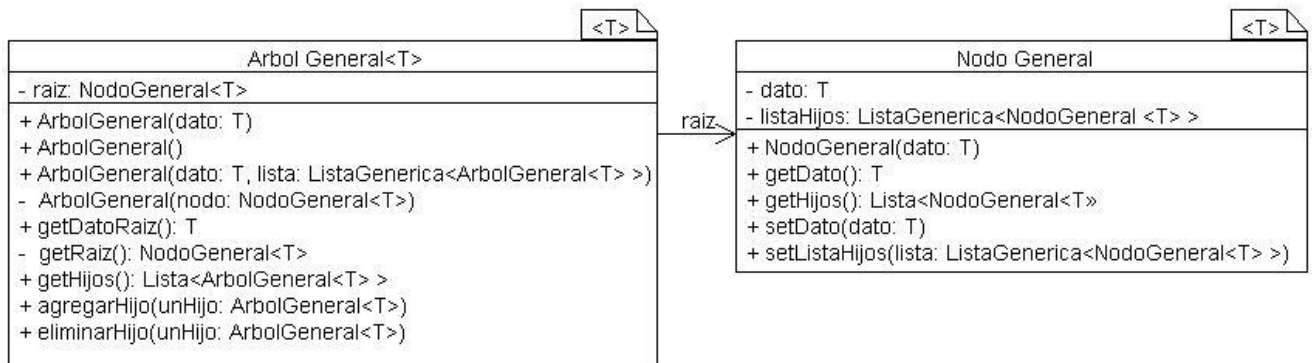 <T>
Arbol General<T>
- raiz: NodoGeneral<T>
+ ArbolGeneral(dato: T)
+ ArbolGeneral()
+ ArbolGeneral(dato: T, lista: ListaGenerica<ArbolGeneral<T> >)
- ArbolGeneral(nodo: NodoGeneral<T>)
+ getDatoRaiz(): T
- getRaiz(): NodoGeneral<T>
+ getHijos(): Lista<ArbolGeneral<T> >
+ agregarHijo(unHijo: ArbolGeneral<T>)
+ eliminarHijo(unHijo: ArbolGeneral<T>)
raiz
<T>
Nodo General
- dato: T
- listaHijos: ListaGenerica<NodoGeneral <T> >
+ NodoGeneral(dato: T)
+ getDato(): T
+ getHijos(): Lista<NodoGeneral<T»
+ setDato(dato: T)
+ setListaHijos(lista: ListaGenerica<NodoGeneral<T> >)